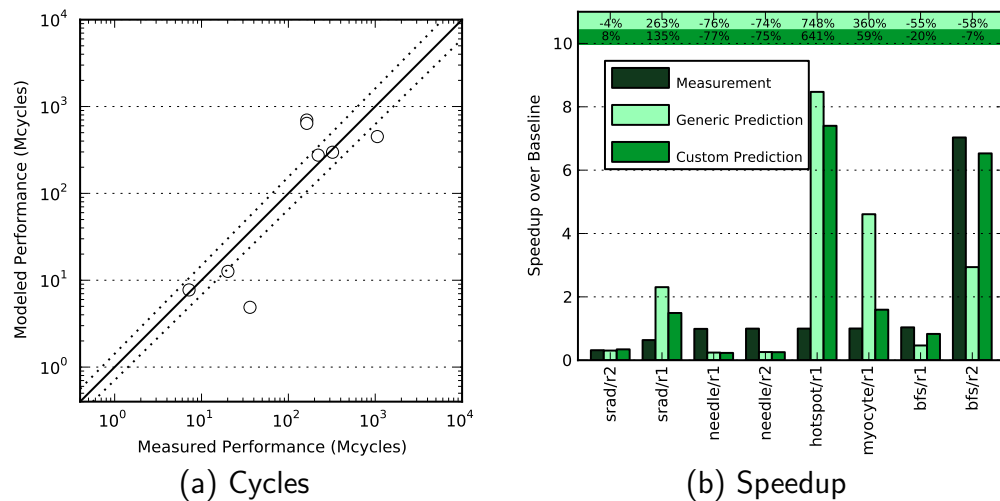 10^4
10^3
10^2
10^1
10^0
10^0 10^1 10^2 10^3 10^4
Modeled Performance (Mcycles)
Measured Performance (Mcycles)
(a) Cycles
-4% 263% -76% -74% 748% 360% -55% -58%
8% 135% -77% -75% 641% 59% -20% -7%
10
8
6
4
2
0
Speedup over Baseline
Measurement
Generic Prediction
Custom Prediction
srad/r2
srad/r1
needle/r1
needle/r2
hotspot/r1
myocyte/r1
bfs/r1
bfs/r2
(b) Speedup